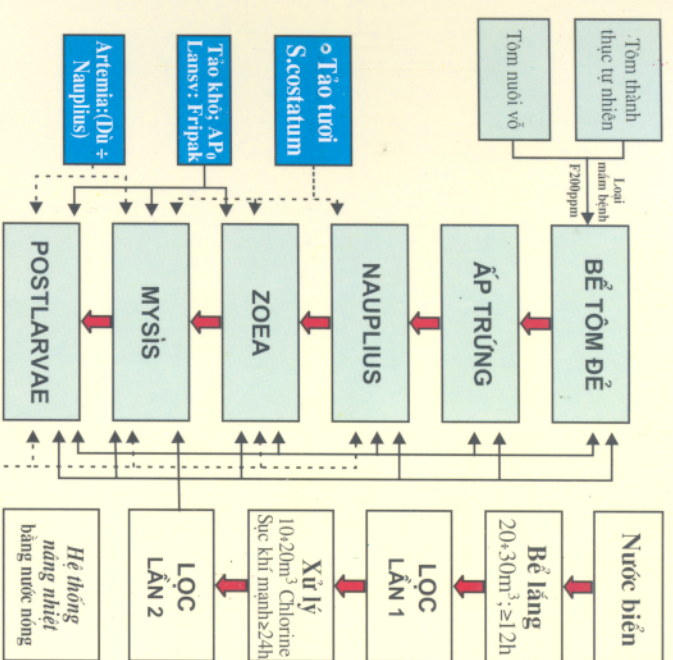 Tôm thành
thục tự nhiên
Tôm nuôi vỗ
Loại
mầm bệnh
F200ppm
Tảo tươi
S.costatum
Tảo khô; AP₀
Lansv: Fripak
Artemia:(Dù ÷
Nauplius)
BỂ TÔM ĐẺ
ẤP TRỨNG
NAUPLIUS
ZOEA
MYSÌS
POSTLARVAE
Nước biển
Bể lắng
20÷30m³;≥12h
LỌC
LẦN 1
Xử lý
10÷20m³ Chlorine
Sục khí mạnh≥24h
LỌC
LẦN 2
Hệ thống
nâng nhiệt
bằng nước nóng